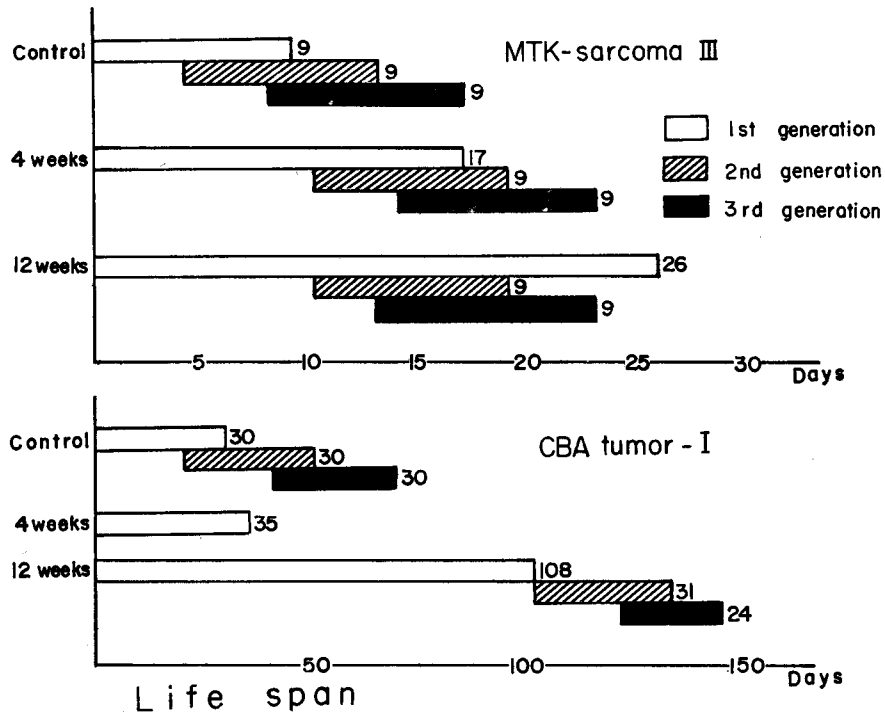 Control 9 MTK-sarcoma III
9
9
1st generation
4 weeks 17 2nd generation
9
9 3rd generation
12 weeks 26
9
9
5 10 15 20 25 30
Days
Control 30 CBA tumor - I
30
30
4 weeks 35
12 weeks 108
31
24
50 100 150
Days
Life span